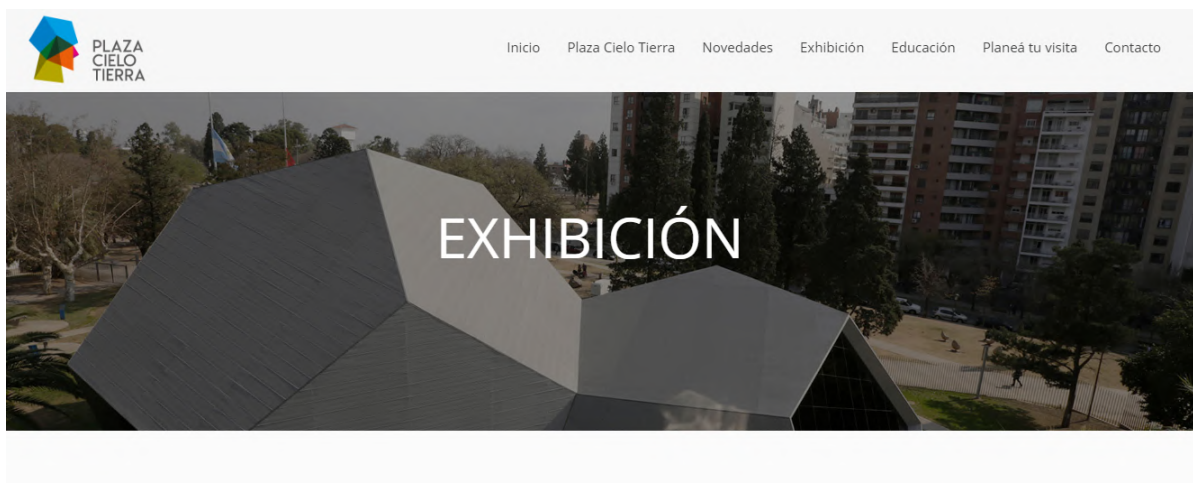 PLAZA
CIELO
TIERRA
Inicio Plaza Cielo Tierra Novedades Exhibición Educación Planeá tu visita Contacto
EXHIBICIÓN